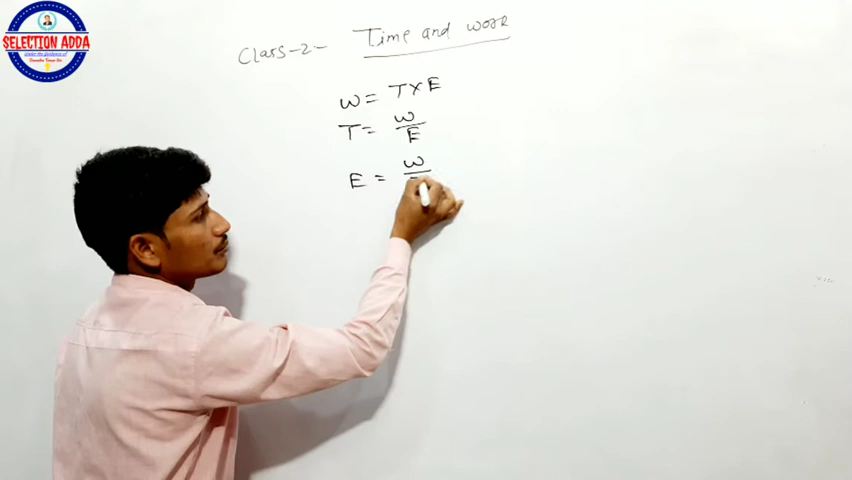 SELECTION ADDA
Class-2- Time and work
W = T×E
T = W/E
E = W/